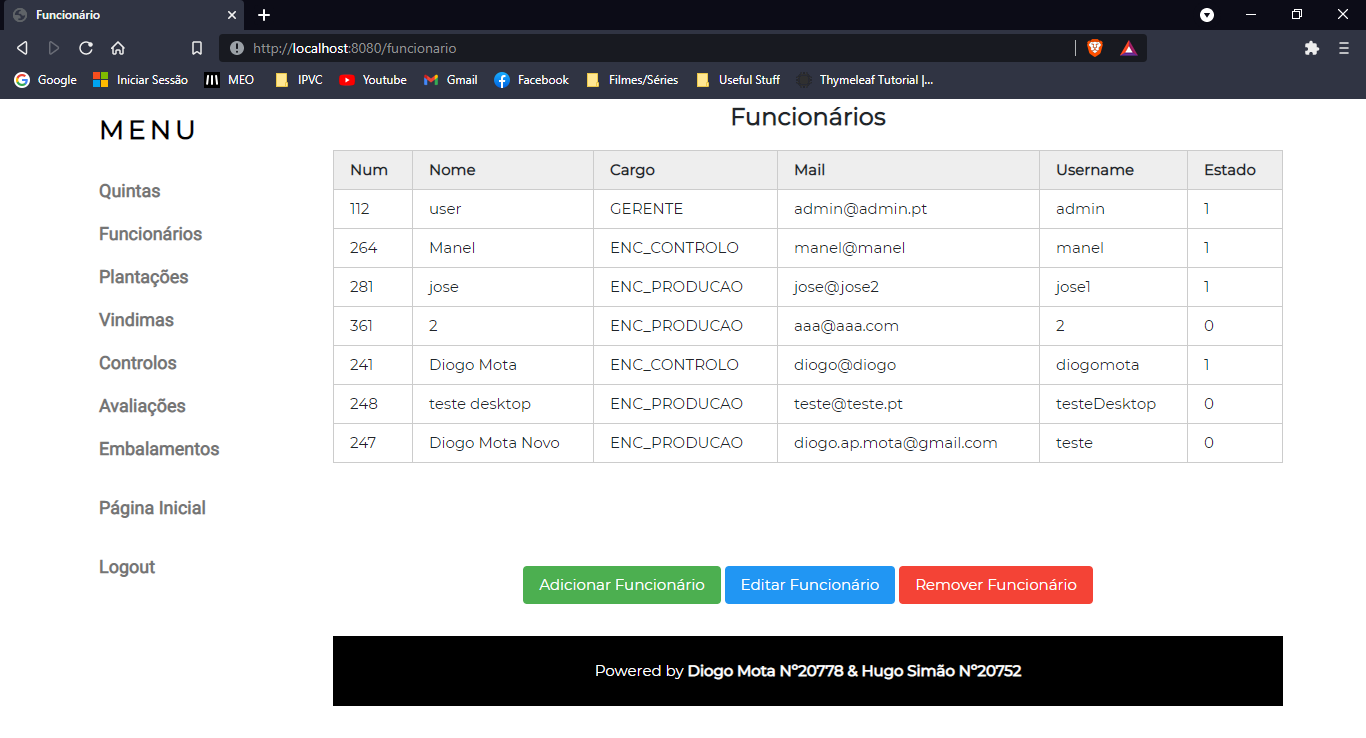 Funcionário
http://localhost:8080/funcionario
Google Iniciar Sessão MEO IPVC Youtube Gmail Facebook Filmes/Séries Useful Stuff Thymeleaf Tutorial |...
MENU
Quintas
Funcionários
Plantações
Vindimas
Controlos
Avaliações
Embalamentos
Página Inicial
Logout
Funcionários
Num Nome Cargo Mail Username Estado
112 user GERENTE admin@admin.pt admin 1
264 Manel ENC_CONTROLO manel@manel manel 1
281 jose ENC_PRODUCAO jose@jose2 jose1 1
361 2 ENC_PRODUCAO aaa@aaa.com 2 0
241 Diogo Mota ENC_CONTROLO diogo@diogo diogomota 1
248 teste desktop ENC_PRODUCAO teste@teste.pt testeDesktop 0
247 Diogo Mota Novo ENC_PRODUCAO diogo.ap.mota@gmail.com teste 0
Adicionar Funcionário Editar Funcionário Remover Funcionário
Powered by Diogo Mota Nº20778 & Hugo Simão Nº20752